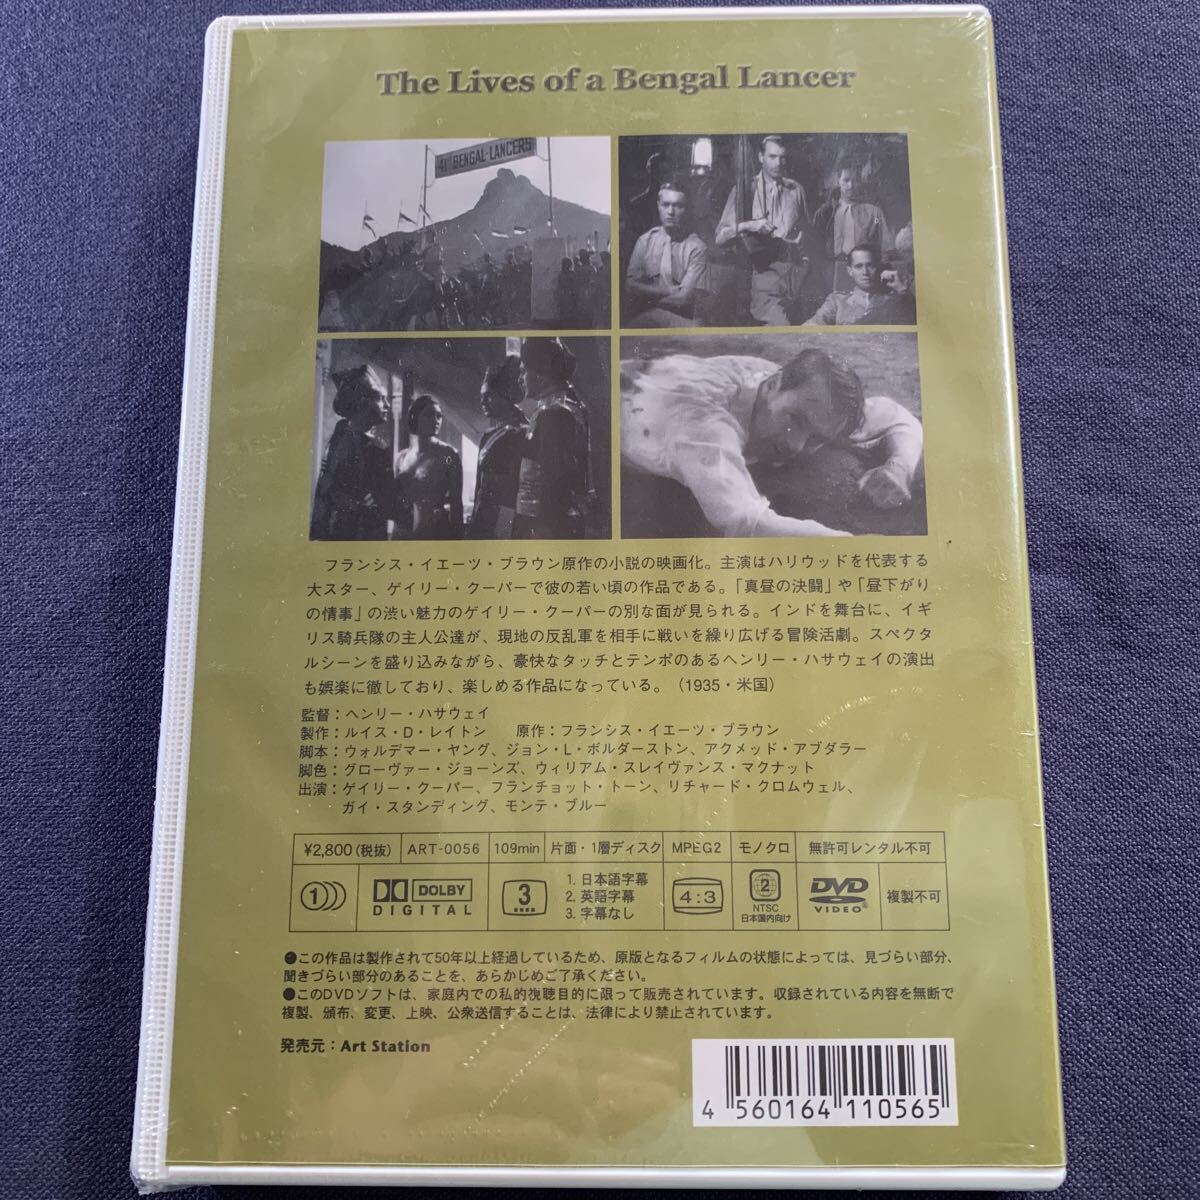 The Lives of a Bengal Lancer
41st BENGAL-LANCERS
フランシス・イエーツ・ブラウン原作の小説の映画化。主演はハリウッドを代表する
大スター、ゲイリー・クーパーで彼の若い頃の作品である。「真昼の決闘」や「昼下がり
の情事」の渋い魅力のゲイリー・クーパーの別な面が見られる。インドを舞台に、イギ
リス騎兵隊の主人公達が、現地の反乱軍を相手に戦いを繰り広げる冒険活劇。スペクタ
ルシーンを盛り込みながら、豪快なタッチとテンポのあるヘンリー・ハサウェイの演出
も娯楽に徹しており、楽しめる作品になっている。（1935・米国）
監督：ヘンリー・ハサウェイ
製作：ルイス・D・レイトン　原作：フランシス・イエーツ・ブラウン
脚本：ウォルデマー・ヤング、ジョン・L・ボルダーストン、アクメッド・アブダラー
脚色：グローヴァー・ジョーンズ、ウィリアム・スレイヴァンス・マクナット
出演：ゲイリー・クーパー、フランチョット・トーン、リチャード・クロムウェル、
ガイ・スタンディング、モンテ・ブルー
¥2,800(税抜) ART-0056 109min 片面・1層ディスク MPEG2 モノクロ 無許可レンタル不可
1 DOLBY DIGITAL 3 1. 日本語字幕
2. 英語字幕
3. 字幕なし
4:3 2 NTSC 日本国内向け DVD VIDEO 複製不可
●この作品は製作されて50年以上経過しているため、原版となるフィルムの状態によっては、見づらい部分、
聞きづらい部分のあることを、あらかじめご了承ください。
●このDVDソフトは、家庭内での私的視聴目的に限って販売されています。収録されている内容を無断で
複製、頒布、変更、上映、公衆送信することは、法律により禁止されています。
発売元：Art Station
4 560164 110565